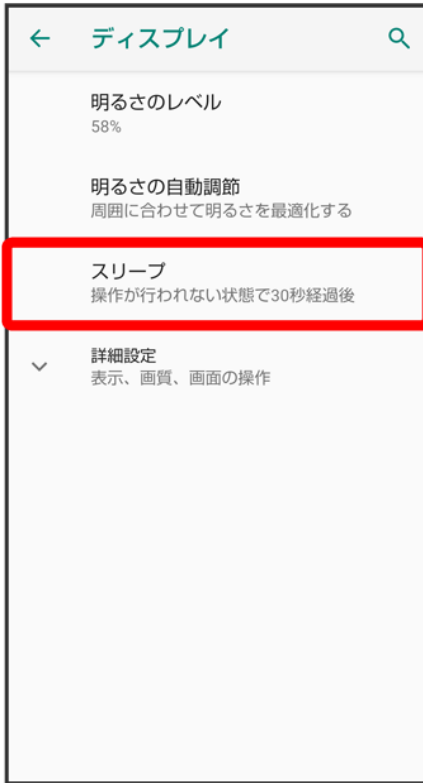 ディスプレイ
明るさのレベル
58%
明るさの自動調節
周囲に合わせて明るさを最適化する
スリープ
操作が行われない状態で30秒経過後
詳細設定
表示、画質、画面の操作